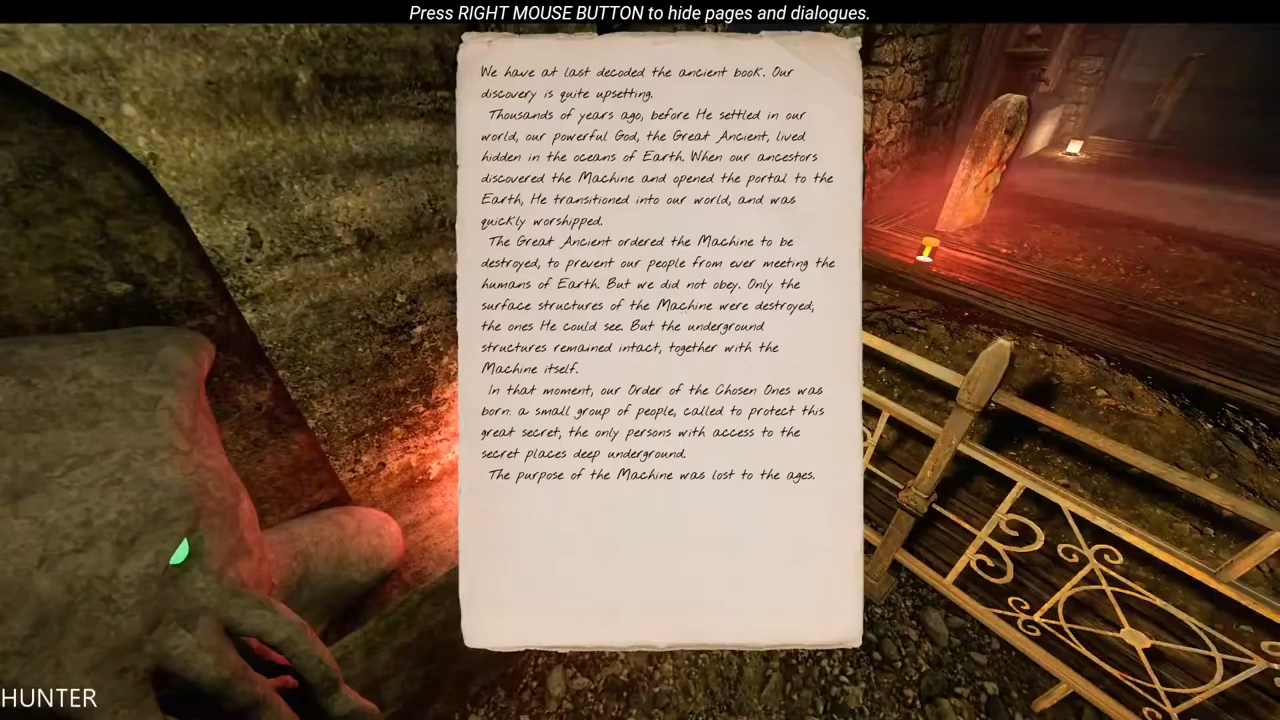 Press RIGHT MOUSE BUTTON to hide pages and dialogues.
We have at last decoded the ancient book. Our
discovery is quite upsetting.
Thousands of years ago, before He settled in our
world, our powerful God, the Great Ancient, lived
hidden in the oceans of Earth. When our ancestors
discovered the Machine and opened the portal to the
Earth, He transitioned into our world, and was
quickly worshipped.
The Great Ancient ordered the Machine to be
destroyed, to prevent our people from ever meeting the
humans of Earth. But we did not obey. Only the
surface structures of the Machine were destroyed,
the ones He could see. But the underground
structures remained intact, together with the
Machine itself.
In that moment, our Order of the Chosen Ones was
born: a small group of people, called to protect this
great secret, the only persons with access to the
secret places deep underground.
The purpose of the Machine was lost to the ages.
HUNTER